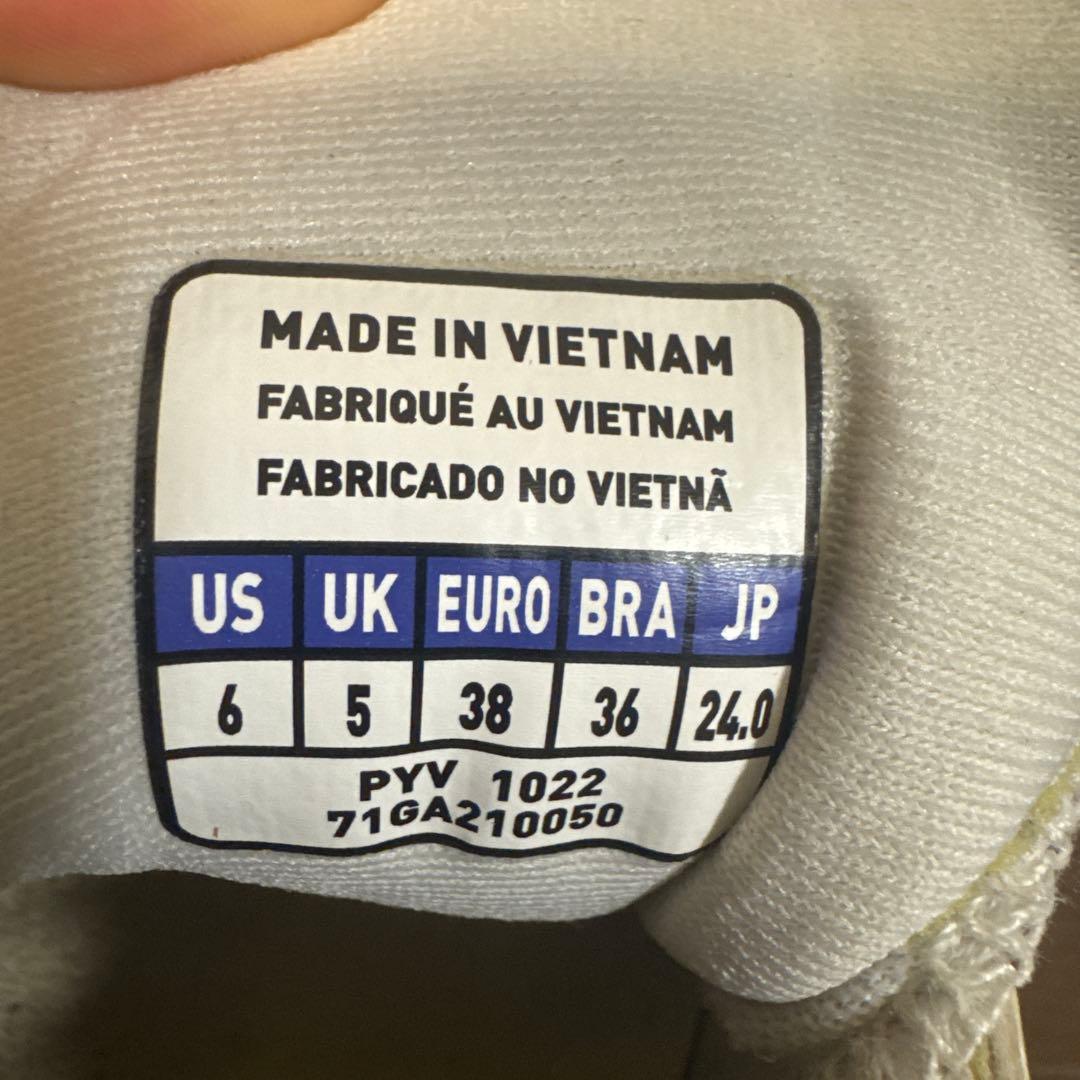 MADE IN VIETNAM
FABRIQUÉ AU VIETNAM
FABRICADO NO VIETNÃ
US UK EURO BRA JP
6 5 38 36 24.0
PYV 1022
71GA210050